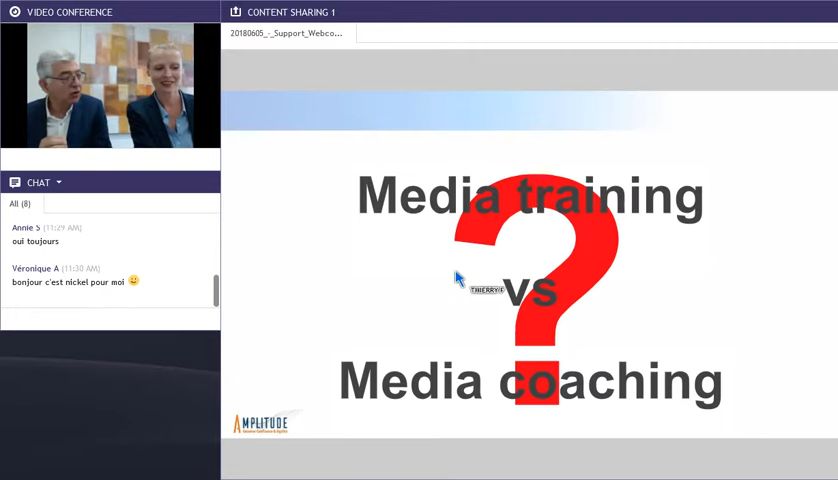 VIDEO CONFERENCE
CONTENT SHARING 1
20180605_-_Support_Webco...
CHAT
All (8)
Annie S (11:29 AM)
oui toujours
Véronique A (11:30 AM)
bonjour c'est nickel pour moi
Media training
vs
THIERRY F
Media coaching
?
AMPLITUDE